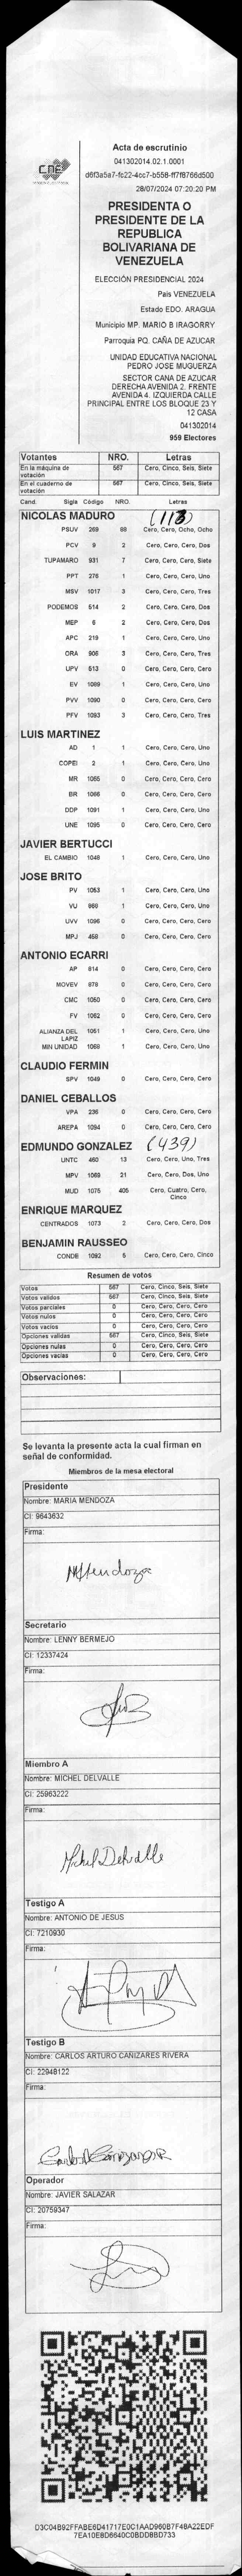 CNE
Acta de escrutinio
041302014.02.1.0001
d6f3a5a7-fc22-4cc7-b558-ff7f8766d500
28/07/2024 07:20:20 PM
PRESIDENTA O
PRESIDENTE DE LA
REPUBLICA
BOLIVARIANA DE
VENEZUELA
ELECCIÓN PRESIDENCIAL 2024
País VENEZUELA
Estado EDO. ARAGUA
Municipio MP. MARIO B IRAGORRY
Parroquia PQ. CAÑA DE AZUCAR
UNIDAD EDUCATIVA NACIONAL
PEDRO JOSE MUGUERZA
SECTOR CANA DE AZUCAR
DERECHA AVENIDA 2. FRENTE
AVENIDA 4. IZQUIERDA CALLE
PRINCIPAL ENTRE LOS BLOQUE 23 Y
12 CASA
041302014
959 Electores
Votantes NRO. Letras
En la máquina de votación 567 Cero, Cinco, Seis, Siete
En el cuaderno de votación 567 Cero, Cinco, Seis, Siete
Cand. Sigla Código NRO. Letras
NICOLAS MADURO (113)
PSUV 269 88 Cero, Cero, Ocho, Ocho
PCV 9 2 Cero, Cero, Cero, Dos
TUPAMARO 931 7 Cero, Cero, Cero, Siete
PPT 276 1 Cero, Cero, Cero, Uno
MSV 1017 3 Cero, Cero, Cero, Tres
PODEMOS 514 2 Cero, Cero, Cero, Dos
MEP 6 2 Cero, Cero, Cero, Dos
APC 219 1 Cero, Cero, Cero, Uno
ORA 906 3 Cero, Cero, Cero, Tres
UPV 513 0 Cero, Cero, Cero, Cero
EV 1089 1 Cero, Cero, Cero, Uno
PVV 1090 0 Cero, Cero, Cero, Cero
PFV 1093 3 Cero, Cero, Cero, Tres
LUIS MARTINEZ
AD 1 1 Cero, Cero, Cero, Uno
COPEI 2 1 Cero, Cero, Cero, Uno
MR 1065 0 Cero, Cero, Cero, Cero
BR 1066 0 Cero, Cero, Cero, Cero
DDP 1091 1 Cero, Cero, Cero, Uno
UNE 1095 0 Cero, Cero, Cero, Cero
JAVIER BERTUCCI
EL CAMBIO 1048 1 Cero, Cero, Cero, Uno
JOSE BRITO
PV 1053 1 Cero, Cero, Cero, Uno
VU 868 1 Cero, Cero, Cero, Uno
UVV 1096 0 Cero, Cero, Cero, Cero
MPJ 458 0 Cero, Cero, Cero, Cero
ANTONIO ECARRI
AP 814 0 Cero, Cero, Cero, Cero
MOVEV 878 0 Cero, Cero, Cero, Cero
CMC 1050 0 Cero, Cero, Cero, Cero
FV 1062 0 Cero, Cero, Cero, Cero
ALIANZA DEL LAPIZ 1051 1 Cero, Cero, Cero, Uno
MIN UNIDAD 1068 1 Cero, Cero, Cero, Uno
CLAUDIO FERMIN
SPV 1049 0 Cero, Cero, Cero, Cero
DANIEL CEBALLOS
VPA 236 0 Cero, Cero, Cero, Cero
AREPA 1094 0 Cero, Cero, Cero, Cero
EDMUNDO GONZALEZ (439)
UNTC 460 13 Cero, Cero, Uno, Tres
MPV 1069 21 Cero, Cero, Dos, Uno
MUD 1075 405 Cero, Cuatro, Cero, Cinco
ENRIQUE MARQUEZ
CENTRADOS 1073 2 Cero, Cero, Cero, Dos
BENJAMIN RAUSSEO
CONDE 1092 5 Cero, Cero, Cero, Cinco
Resumen de votos
Votos 567 Cero, Cinco, Seis, Siete
Votos validos 567 Cero, Cinco, Seis, Siete
Votos parciales 0 Cero, Cero, Cero, Cero
Votos nulos 0 Cero, Cero, Cero, Cero
Votos vacios 0 Cero, Cero, Cero, Cero
Opciones validas 567 Cero, Cinco, Seis, Siete
Opciones nulas 0 Cero, Cero, Cero, Cero
Opciones vacias 0 Cero, Cero, Cero, Cero
Observaciones:
Se levanta la presente acta la cual firman en
señal de conformidad.
Miembros de la mesa electoral
Presidente
Nombre: MARIA MENDOZA
CI: 9643632
Firma:
MMendoza
Secretario
Nombre: LENNY BERMEJO
CI: 12337424
Firma:
Miembro A
Nombre: MICHEL DELVALLE
CI: 25963222
Firma:
Michel Delvalle
Testigo A
Nombre: ANTONIO DE JESUS
CI: 7210930
Firma:
Testigo B
Nombre: CARLOS ARTURO CAÑIZARES RIVERA
CI: 22948122
Firma:
Operador
Nombre: JAVIER SALAZAR
CI: 20759347
Firma:
D3C04B92FFABE6D41717E0C1AAD960B7F48A22EDF
7EA10E8D6640C0BDD8BD733